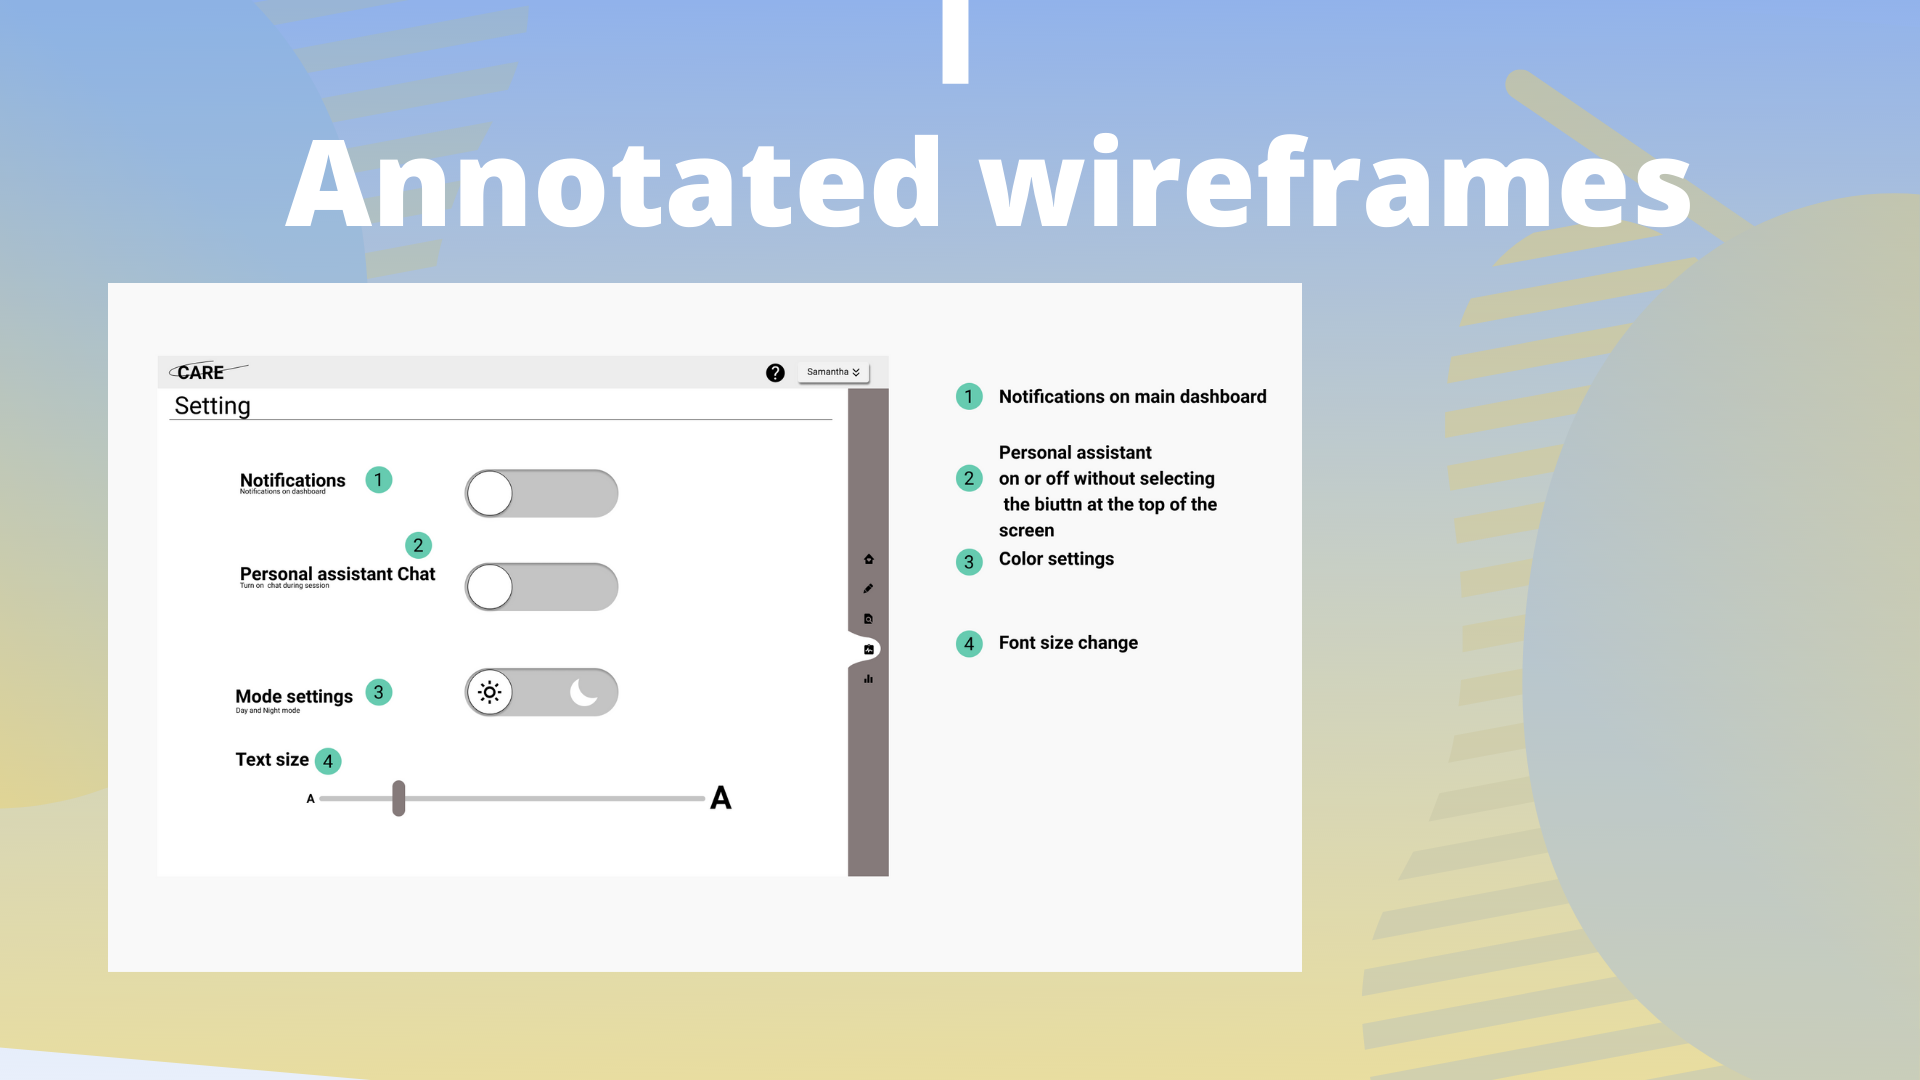 Annotated wireframes
CARE
?
Samantha
Setting
Notifications 1
Notifications on dashboard
2
Personal assistant Chat
Turn on chat during session
Mode settings 3
Day and Night mode
Text size 4
A A
1 Notifications on main dashboard
Personal assistant
2 on or off without selecting
the biuttn at the top of the
screen
3 Color settings
4 Font size change